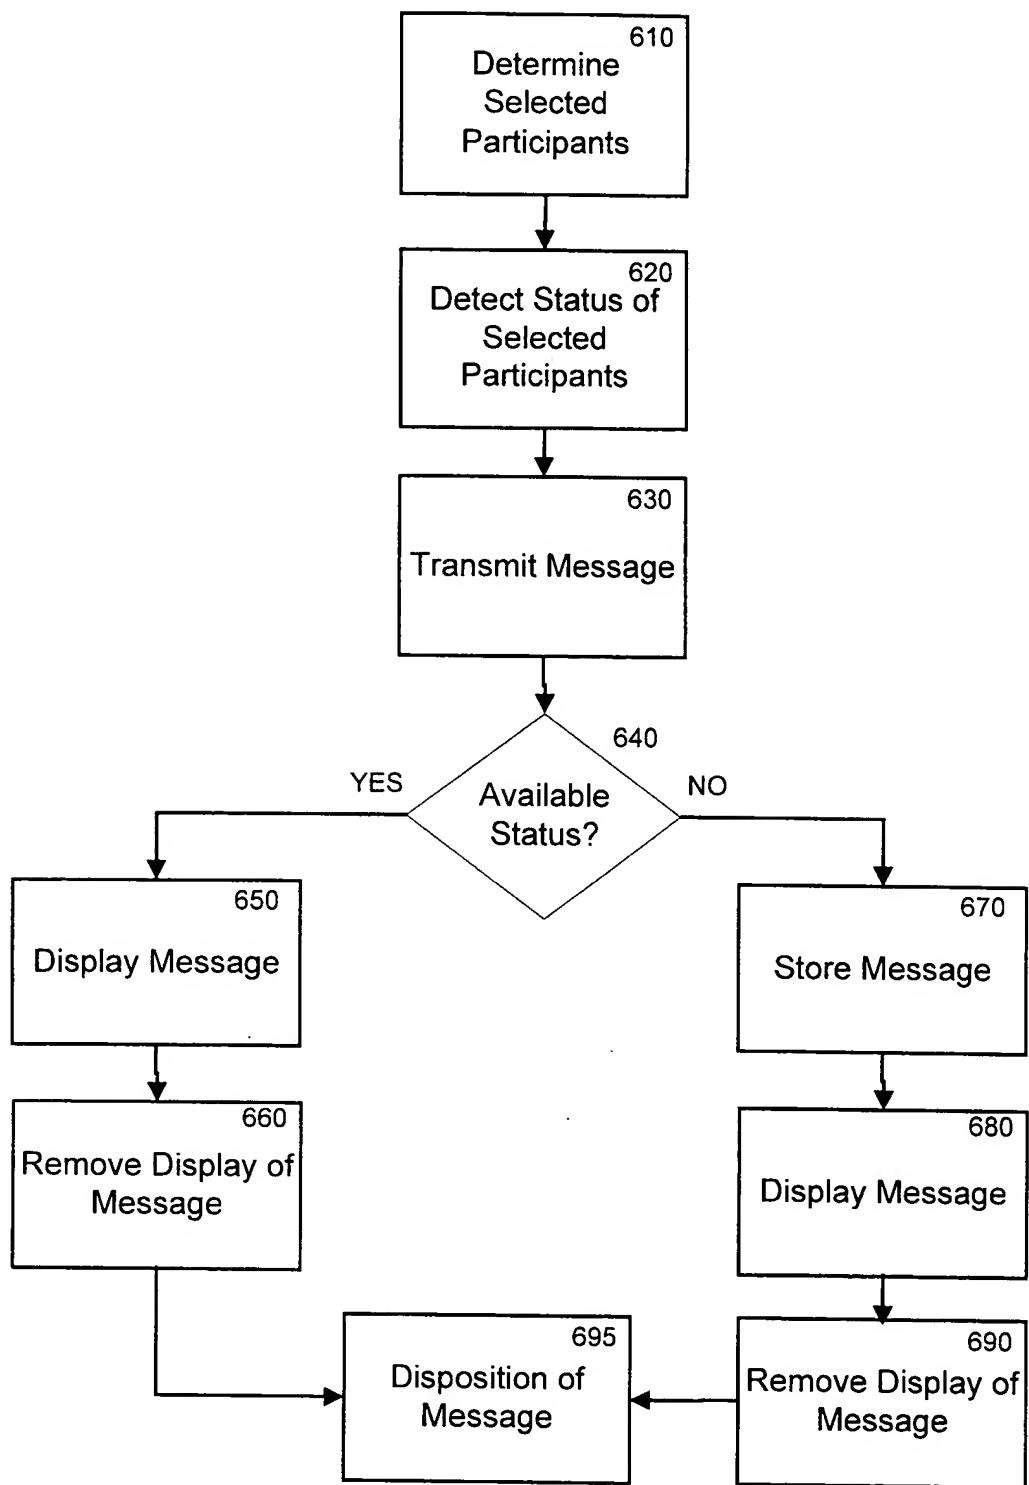 610
Determine
Selected
Participants
620
Detect Status of
Selected
Participants
630
Transmit Message
640
YES
Available
Status?
NO
650
Display Message
670
Store Message
660
Remove Display of
Message
680
Display Message
695
Disposition of
Message
690
Remove Display of
Message